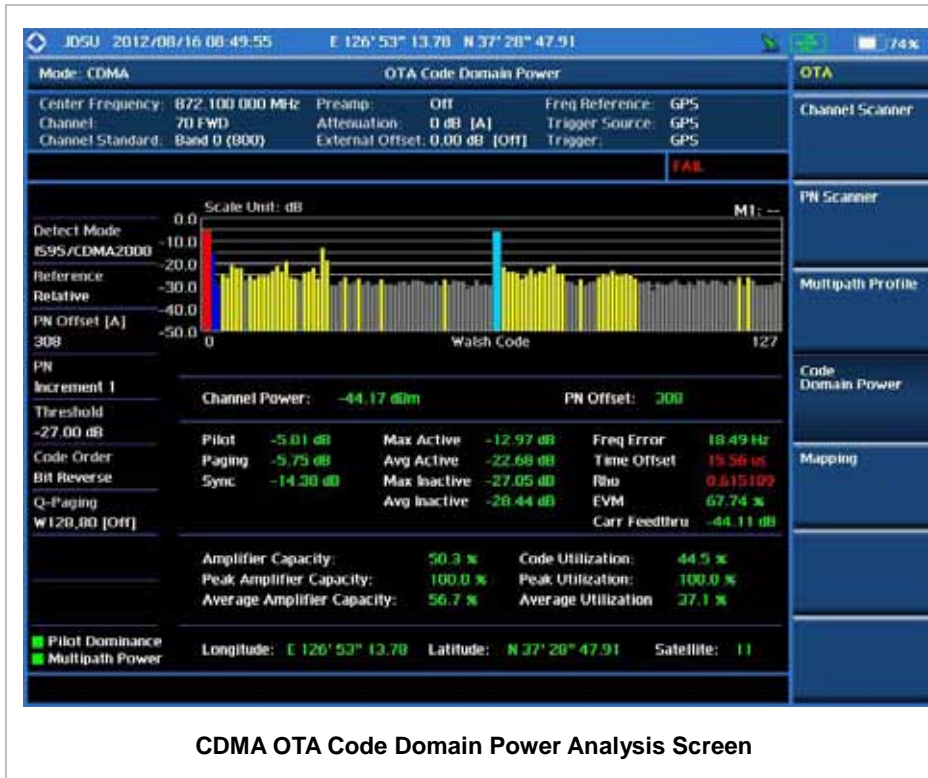 JDSU 2012/08/16 08:49:55 E 126° 53" 13.78 N 37° 28" 47.91 74%
Mode: CDMA OTA Code Domain Power OTA
Center Frequency: 872.100 000 MHz Preamp: Off Freq Reference: GPS
Channel: 70 FWD Attenuation: 0 dB [A] Trigger Source: GPS
Channel Standard: Band 0 (800) External Offset: 0.00 dB [Off] Trigger: GPS
FAIL
Channel Scanner
PN Scanner
Multipath Profile
Code
Domain Power
Mapping
Scale Unit: dB M1: --
0.0
-10.0
-20.0
-30.0
-40.0
-50.0
0 Walsh Code 127
Detect Mode
IS95/CDMA2000
Reference
Relative
PN Offset [A]
308
PN
Increment 1
Threshold
-27.00 dB
Code Order
Bit Reverse
Q-Paging
W128,80 [Off]
Channel Power: -44.17 dBm PN Offset: 308
Pilot -5.01 dB Max Active -12.97 dB Freq Error 18.49 Hz
Paging -5.75 dB Avg Active -22.68 dB Time Offset 15.56 us
Sync -14.30 dB Max Inactive -27.05 dB Rho 0.615109
Avg Inactive -28.44 dB EVM 67.74 %
Carr Feedthru -44.11 dB
Amplifier Capacity: 50.3 % Code Utilization: 44.5 %
Peak Amplifier Capacity: 100.0 % Peak Utilization: 100.0 %
Average Amplifier Capacity: 56.7 % Average Utilization 37.1 %
Pilot Dominance
Multipath Power
Longitude: E 126° 53" 13.78 Latitude: N 37° 28" 47.91 Satellite: 11
CDMA OTA Code Domain Power Analysis Screen